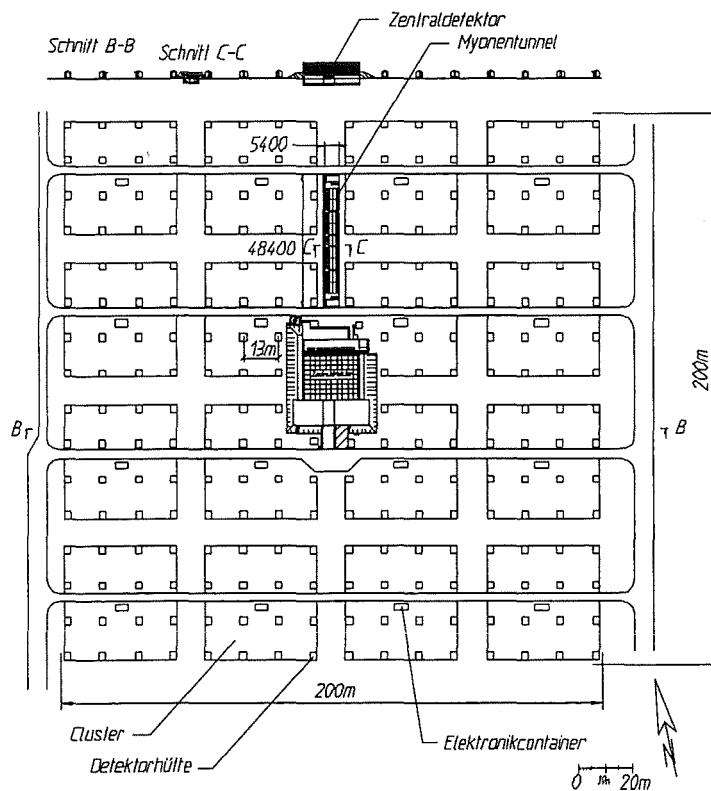 Zentraldetektor
Schnitt B-B
Schnitt C-C
Myonentunnel
5400
48400
C
C
13m
200m
B
B
200m
Cluster
Detektorhütte
Elektronikcontainer
0 20m